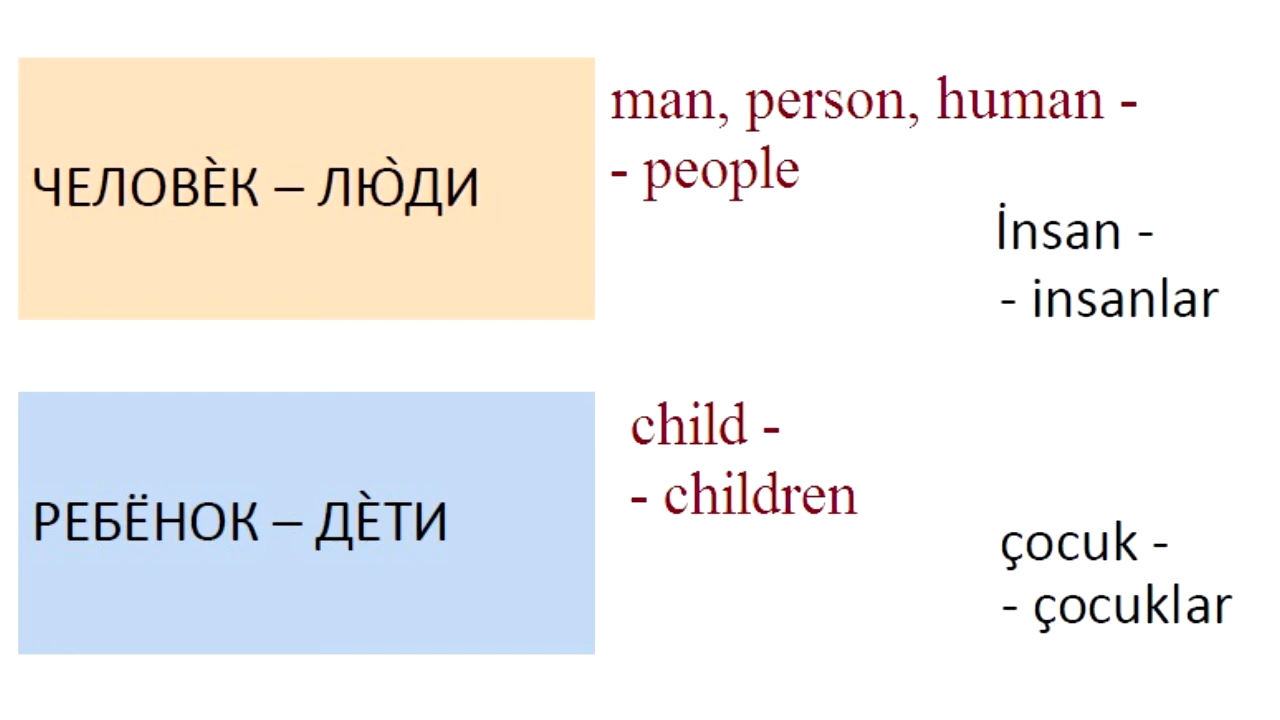 ЧЕЛОВѐК – ЛЮ̀ДИ
man, person, human -
- people
İnsan -
- insanlar
РЕБЁНОК – ДѐТИ
child -
- children
çocuk -
- çocuklar